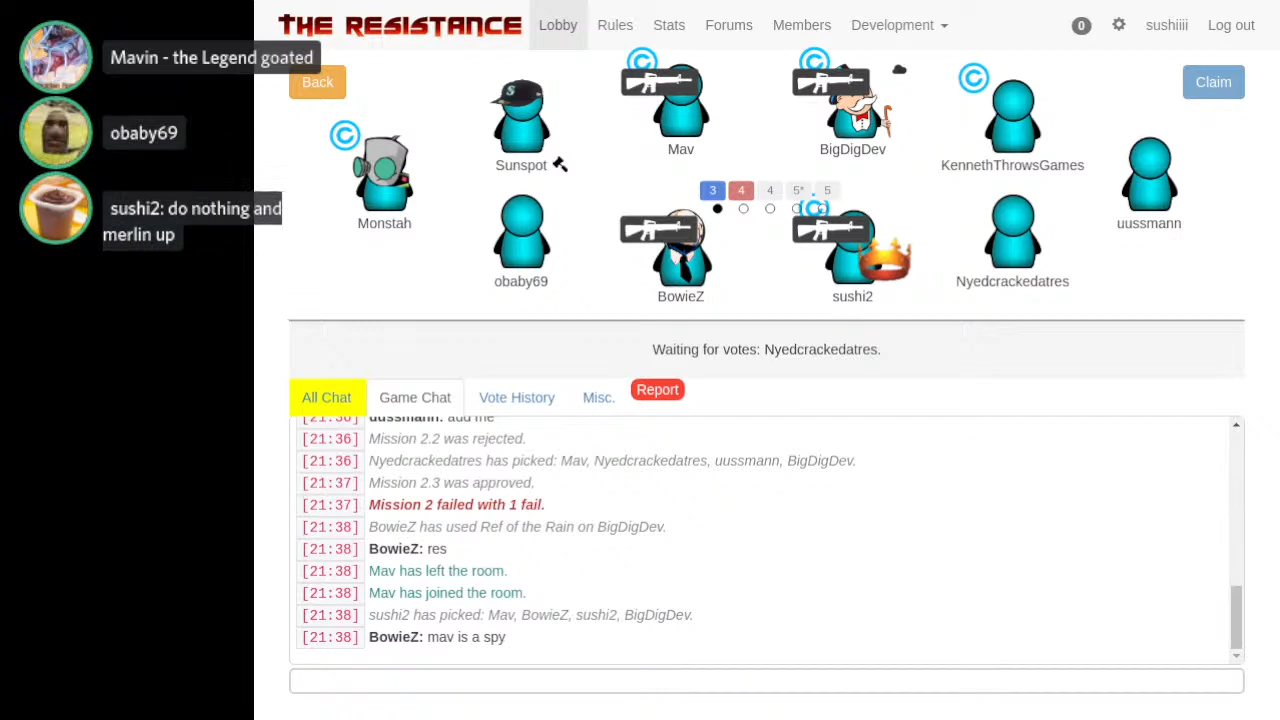 THE RESISTANCE
Lobby
Rules
Stats
Forums
Members
Development
0
sushiiii
Log out
Mavin - the Legend goated
obaby69
sushi2: do nothing and
merlin up
Back
Claim
Mav
BigDigDev
Sunspot
KennethThrowsGames
Monstah
uussmann
3 4 4 5* 5
obaby69
Nyedcrackedatres
BowieZ
sushi2
Waiting for votes: Nyedcrackedatres.
All Chat
Game Chat
Vote History
Misc.
Report
[21:36] uussmann: add me
[21:36] Mission 2.2 was rejected.
[21:36] Nyedcrackedatres has picked: Mav, Nyedcrackedatres, uussmann, BigDigDev.
[21:37] Mission 2.3 was approved.
[21:37] Mission 2 failed with 1 fail.
[21:38] BowieZ has used Ref of the Rain on BigDigDev.
[21:38] BowieZ: res
[21:38] Mav has left the room.
[21:38] Mav has joined the room.
[21:38] sushi2 has picked: Mav, BowieZ, sushi2, BigDigDev.
[21:38] BowieZ: mav is a spy